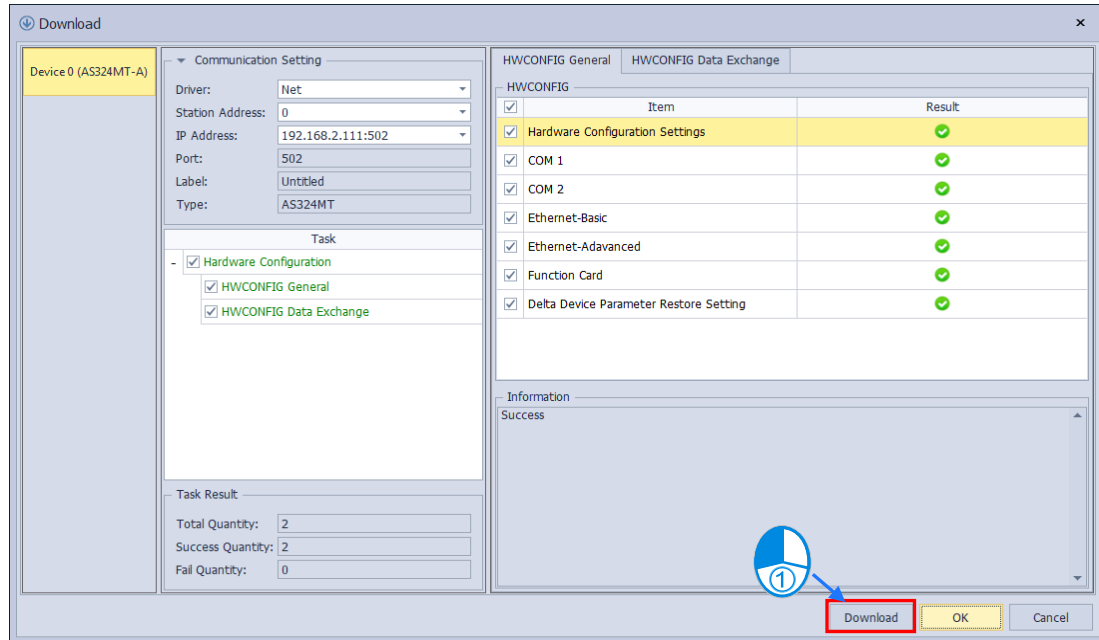 Download
Device 0 (AS324MT-A)
Communication Setting
Driver: Net
Station Address: 0
IP Address: 192.168.2.111:502
Port: 502
Label: Untitled
Type: AS324MT
Task
Hardware Configuration
HWCONFIG General
HWCONFIG Data Exchange
Task Result
Total Quantity: 2
Success Quantity: 2
Fail Quantity: 0
HWCONFIG General HWCONFIG Data Exchange
HWCONFIG
Item Result
Hardware Configuration Settings
COM 1
COM 2
Ethernet-Basic
Ethernet-Adavanced
Function Card
Delta Device Parameter Restore Setting
Information
Success
1
Download OK Cancel